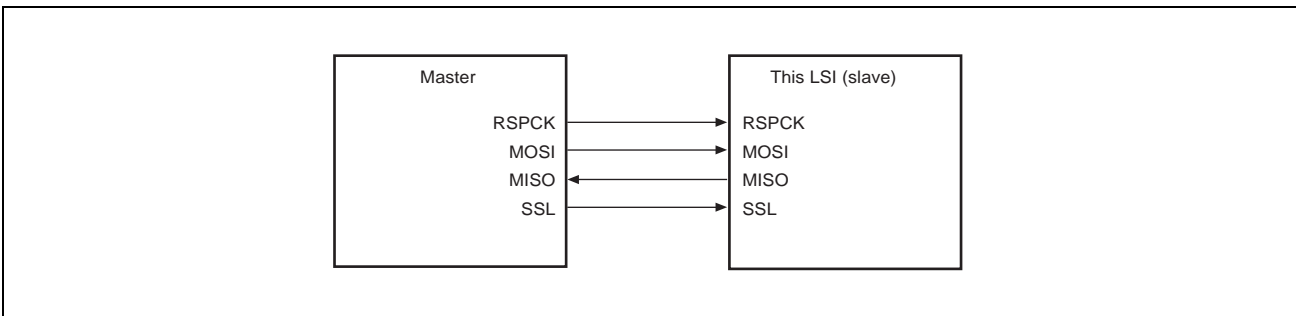 Master
This LSI (slave)
RSPCK
RSPCK
MOSI
MOSI
MISO
MISO
SSL
SSL